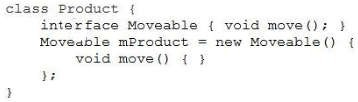 class Product {
    interface Moveable { void move(); }
    Moveable mProduct = new Moveable() {
        void move() { }
    };
}